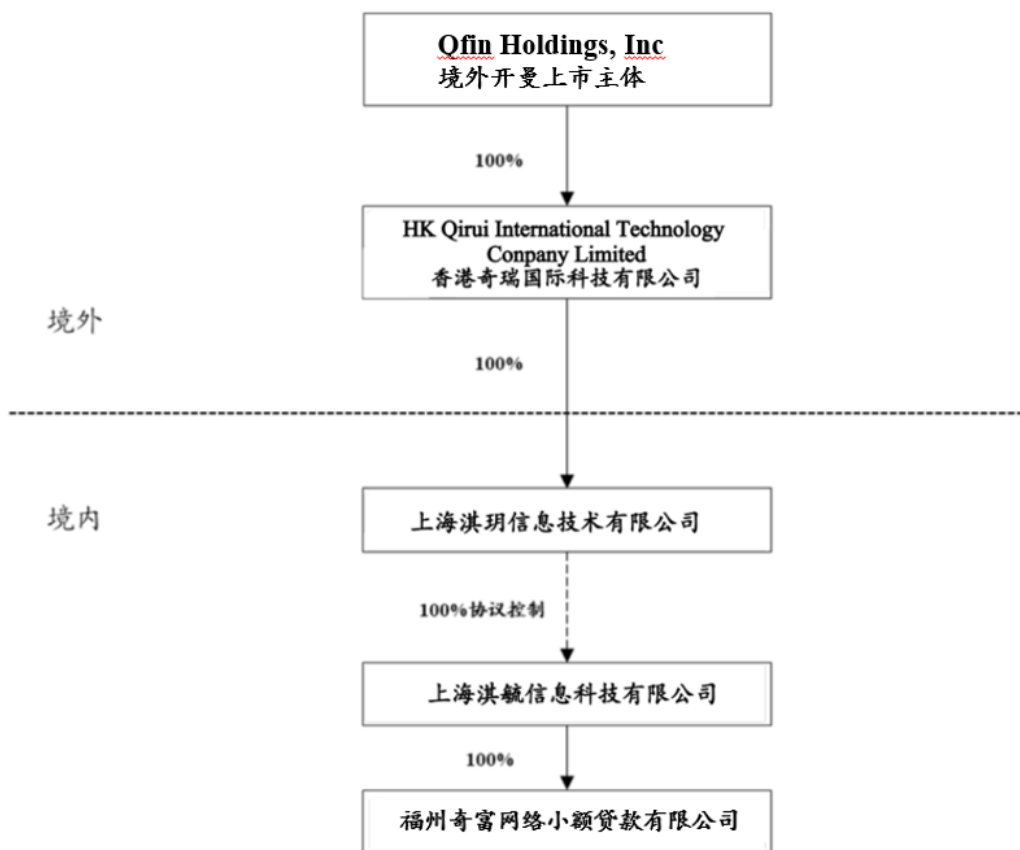 Qfin Holdings, Inc
境外开曼上市主体
100%
HK Qirui International Technology
Conpany Limited
香港奇瑞国际科技有限公司
境外
100%
境内
上海淇玥信息技术有限公司
100%协议控制
上海淇毓信息科技有限公司
100%
福州奇富网络小额贷款有限公司